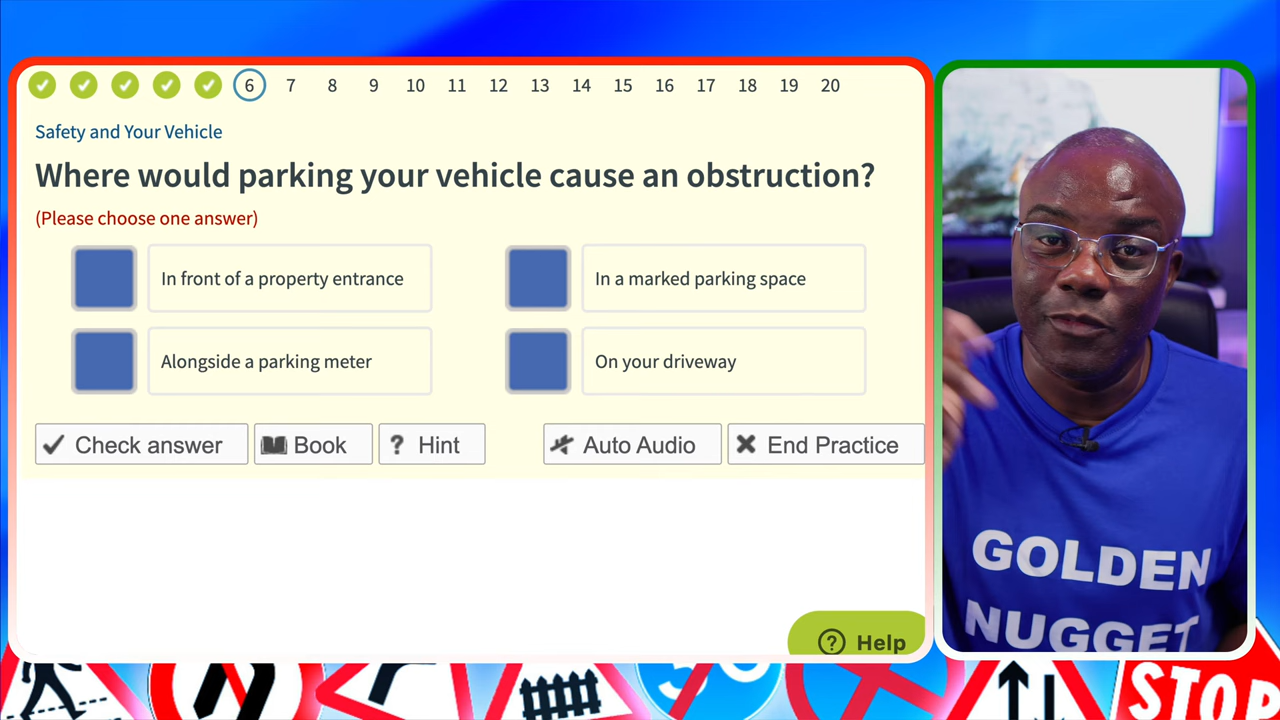 6 7 8 9 10 11 12 13 14 15 16 17 18 19 20
Safety and Your Vehicle
Where would parking your vehicle cause an obstruction?
(Please choose one answer)
In front of a property entrance
In a marked parking space
Alongside a parking meter
On your driveway
Check answer
Book
? Hint
Auto Audio
End Practice
? Help
GOLDEN
NUGGET
STOP